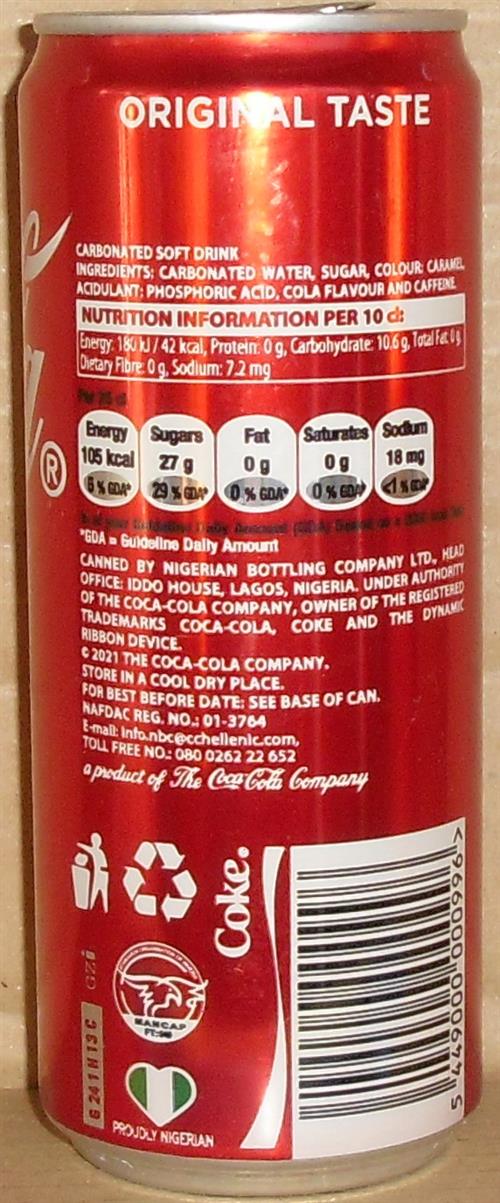 ORIGINAL TASTE
CARBONATED SOFT DRINK
INGREDIENTS: CARBONATED WATER, SUGAR, COLOUR: CARAMEL,
ACIDULANT: PHOSPHORIC ACID, COLA FLAVOUR AND CAFFEINE.
NUTRITION INFORMATION PER 10 cl:
Energy: 180 kJ / 42 kcal, Protein: 0 g, Carbohydrate: 10.6 g, Total Fat: 0 g,
Dietary Fibre: 0 g, Sodium: 7.2 mg
Per 25 cl
Energy Sugars Fat Saturates Sodium
105 kcal 27 g 0 g 0 g 18 mg
5 % GDA* 29 % GDA* 0 % GDA* 0 % GDA* <1 % GDA*
*GDA = Guideline Daily Amount
CANNED BY NIGERIAN BOTTLING COMPANY LTD., HEAD
OFFICE: IDDO HOUSE, LAGOS, NIGERIA. UNDER AUTHORITY
OF THE COCA-COLA COMPANY, OWNER OF THE REGISTERED
TRADEMARKS COCA-COLA, COKE AND THE DYNAMIC
RIBBON DEVICE.
© 2021 THE COCA-COLA COMPANY.
STORE IN A COOL DRY PLACE.
FOR BEST BEFORE DATE: SEE BASE OF CAN.
NAFDAC REG. NO.: 01-3764
E-mail: info.nbc@cchellenic.com,
TOLL FREE NO.: 080 0262 22 652
a product of The Coca-Cola Company
®
Coke.
MANCAP
PROUDLY NIGERIAN
G 241 N 13 C
5 449000 000996 >